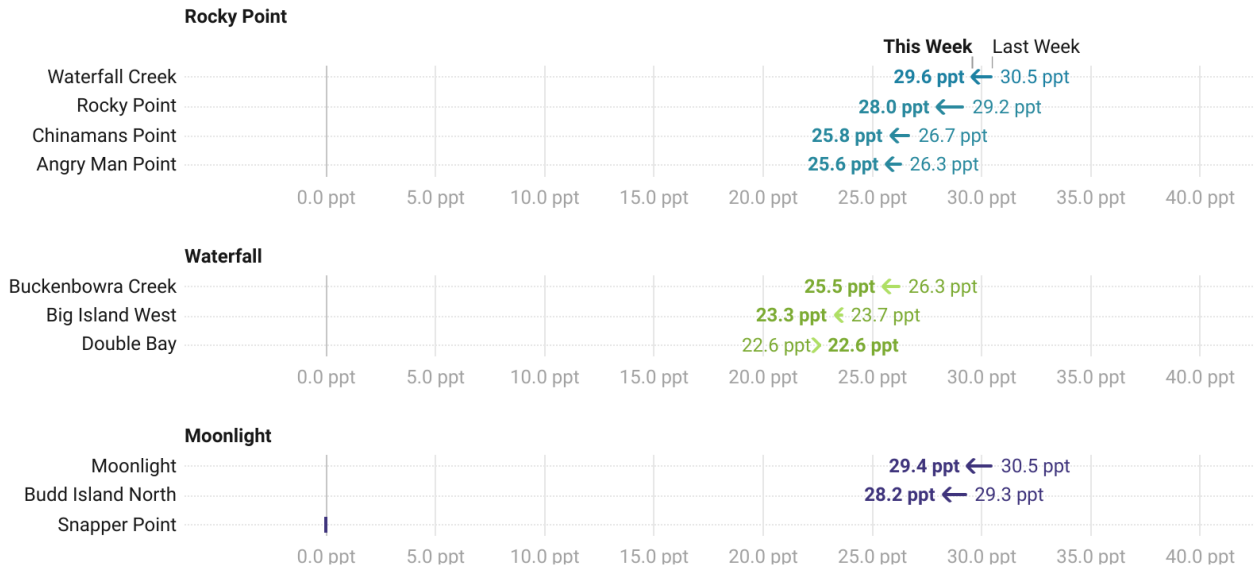 Rocky Point
This Week Last Week
Waterfall Creek 29.6 ppt 30.5 ppt
Rocky Point 28.0 ppt 29.2 ppt
Chinamans Point 25.8 ppt 26.7 ppt
Angry Man Point 25.6 ppt 26.3 ppt
0.0 ppt 5.0 ppt 10.0 ppt 15.0 ppt 20.0 ppt 25.0 ppt 30.0 ppt 35.0 ppt 40.0 ppt
Waterfall
Buckenbowra Creek 25.5 ppt 26.3 ppt
Big Island West 23.3 ppt 23.7 ppt
Double Bay 22.6 ppt 22.6 ppt
0.0 ppt 5.0 ppt 10.0 ppt 15.0 ppt 20.0 ppt 25.0 ppt 30.0 ppt 35.0 ppt 40.0 ppt
Moonlight
Moonlight 29.4 ppt 30.5 ppt
Budd Island North 28.2 ppt 29.3 ppt
Snapper Point
0.0 ppt 5.0 ppt 10.0 ppt 15.0 ppt 20.0 ppt 25.0 ppt 30.0 ppt 35.0 ppt 40.0 ppt